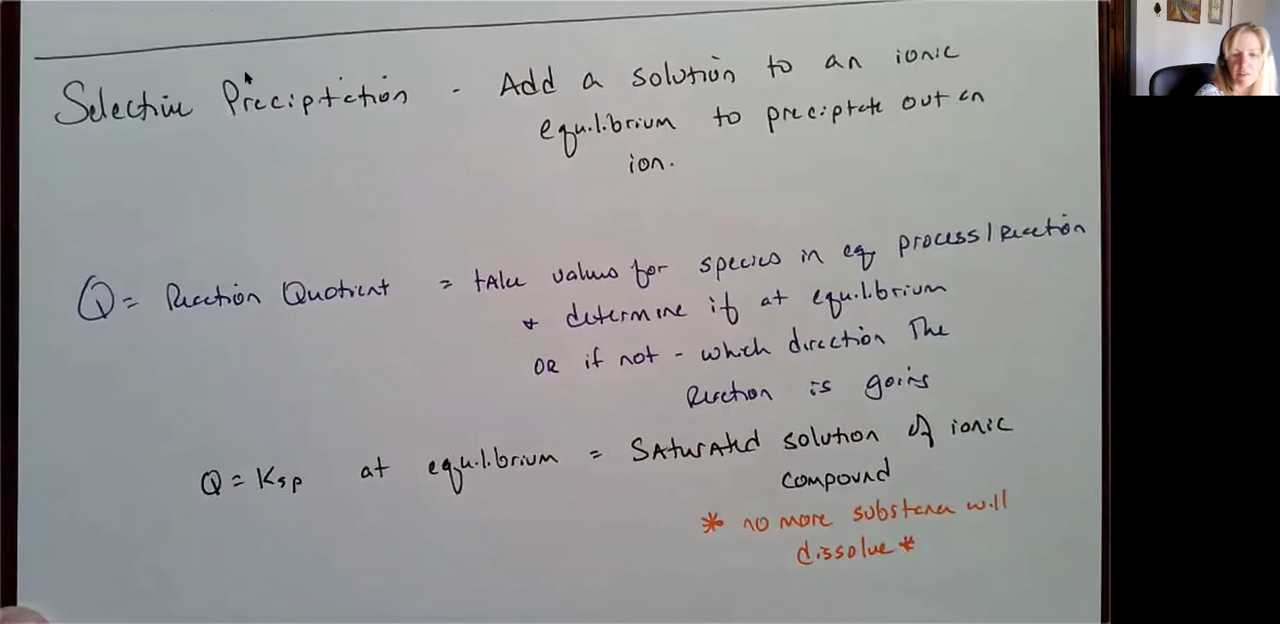 Selective Preciptation - Add a solution to an ionic
equilibrium to preciptate out an
ion.
Q = Reaction Quotient = take values for species in eq process/reaction
+ determine if at equilibrium
OR if not - which direction The
Reaction is going
Q = Ksp at equilibrium = SATURATed solution of ionic
compound
* no more substance will
dissolve *